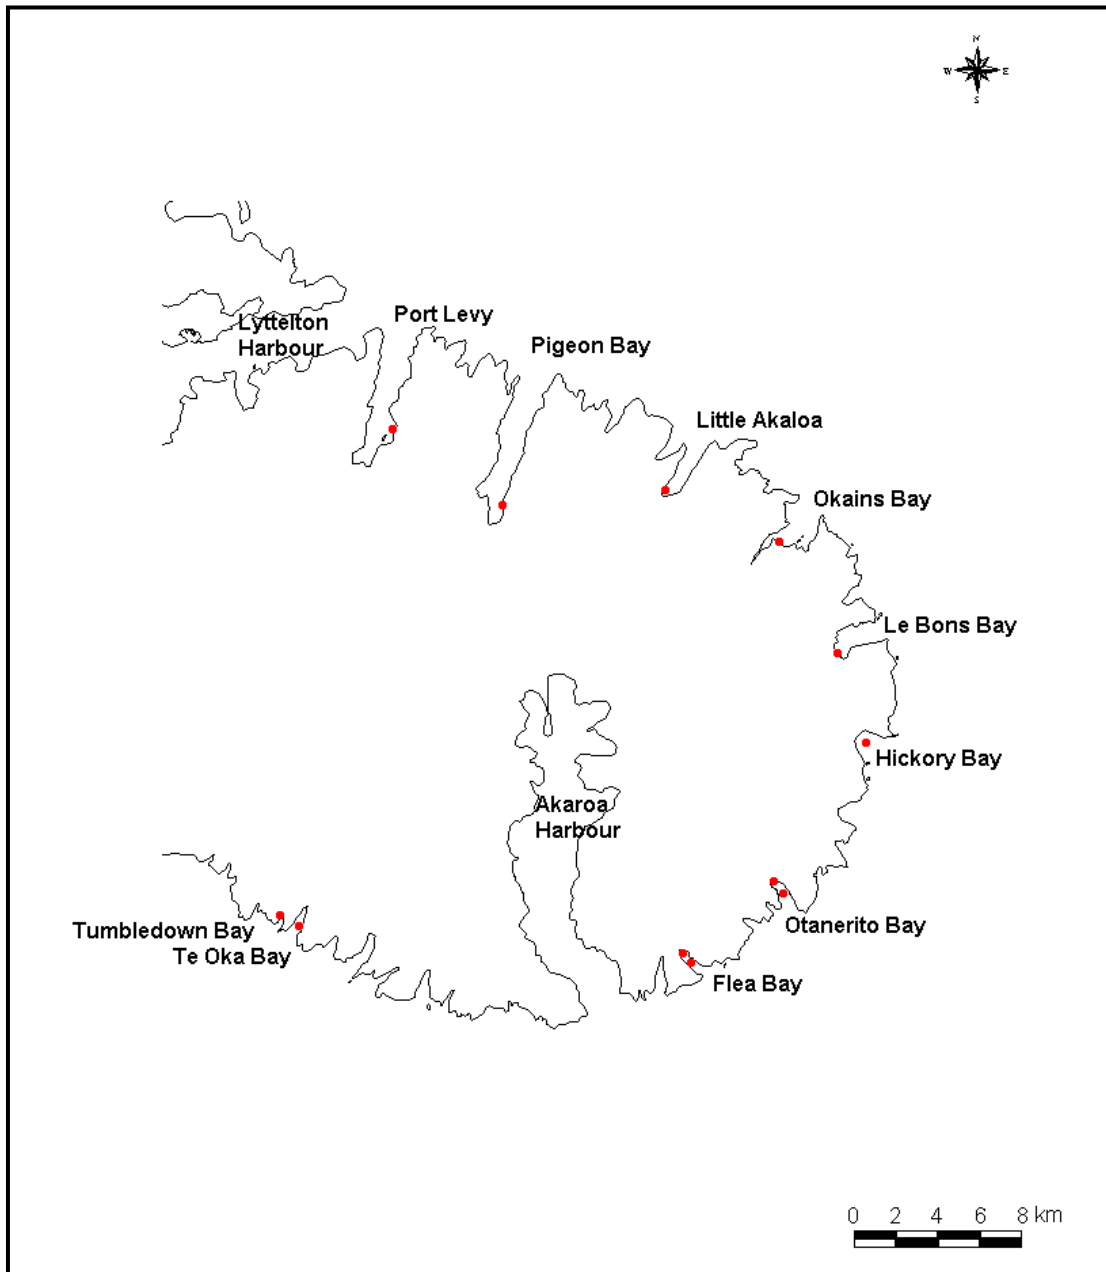 N
W E
S
Port Levy
Lyttelton
Harbour
Pigeon Bay
Little Akaloa
Okains Bay
Le Bons Bay
Hickory Bay
Akaroa
Harbour
Otanerito Bay
Tumbledown Bay
Te Oka Bay
Flea Bay
0 2 4 6 8 km